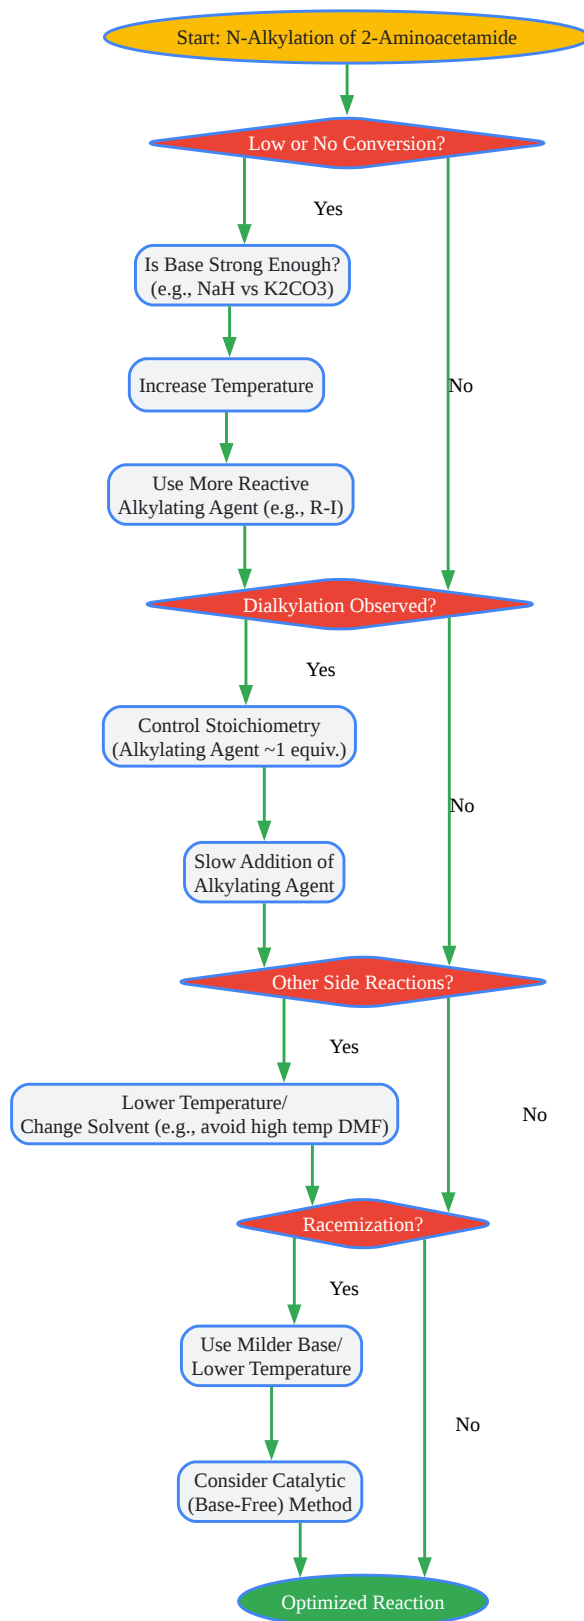 Start: N-Alkylation of 2-Aminoacetamide
Low or No Conversion?
Yes
Is Base Strong Enough?
(e.g., NaH vs K2CO3)
Increase Temperature
No
Use More Reactive
Alkylating Agent (e.g., R-I)
Dialkylation Observed?
Yes
Control Stoichiometry
(Alkylating Agent ~1 equiv.)
No
Slow Addition of
Alkylating Agent
Other Side Reactions?
Yes
Lower Temperature/
Change Solvent (e.g., avoid high temp DMF)
No
Racemization?
Yes
Use Milder Base/
Lower Temperature
No
Consider Catalytic
(Base-Free) Method
Optimized Reaction